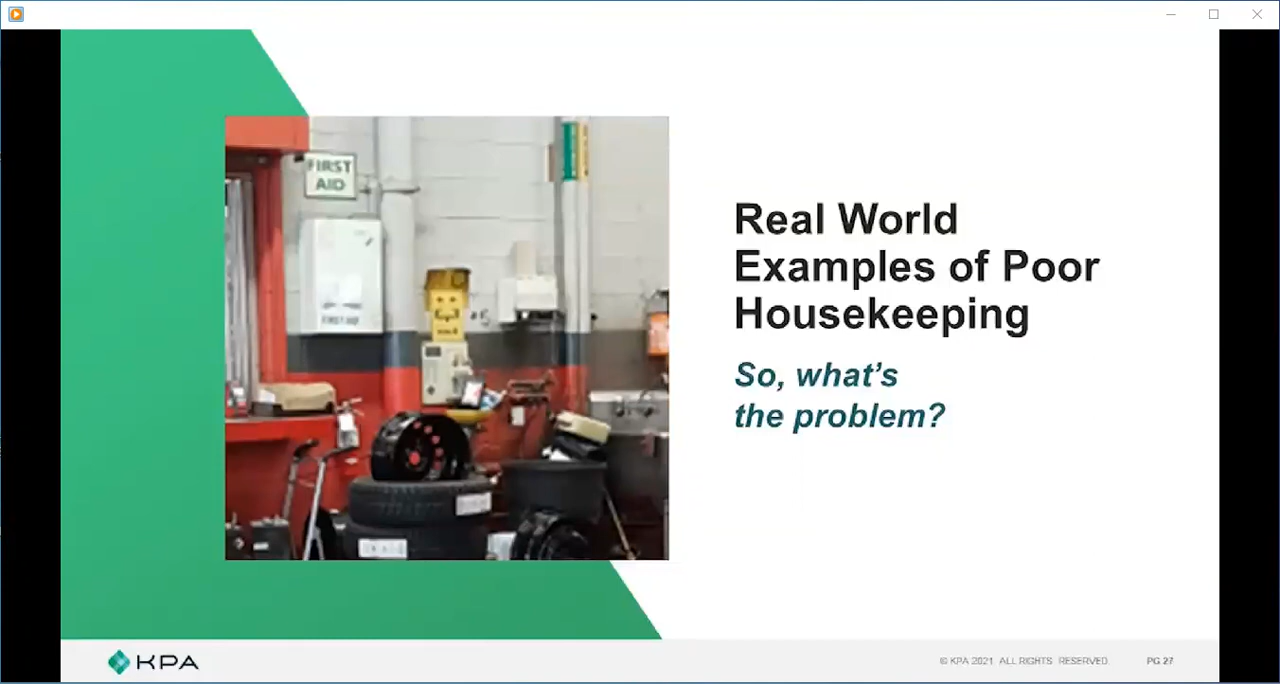 FIRST
AID
FIRST AID
Real World
Examples of Poor
Housekeeping
So, what's
the problem?
KPA
© KPA 2021 ALL RIGHTS RESERVED
PG 27